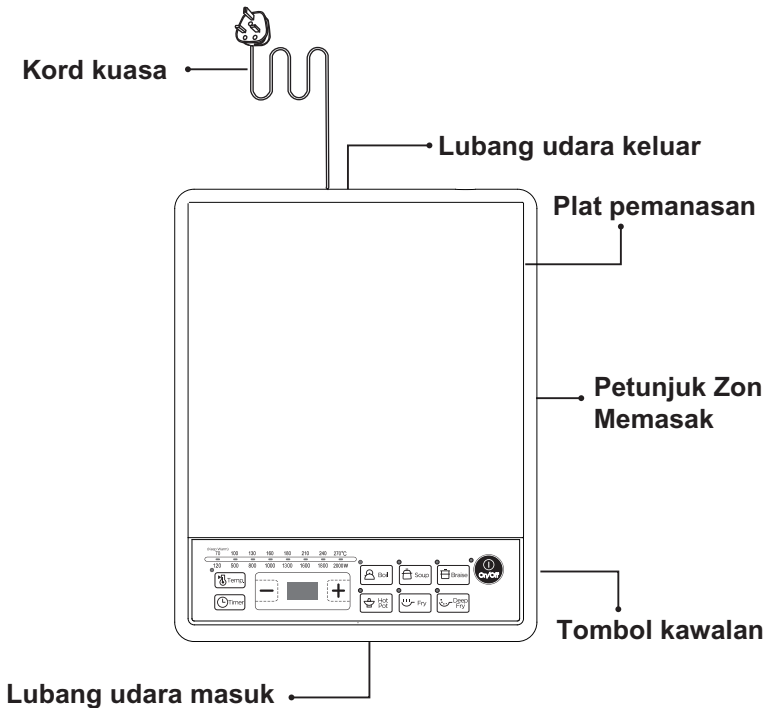 Kord kuasa
Lubang udara keluar
Plat pemanasan
Petunjuk Zon
Memasak
70 100 130 160 180 210 240 270°C
120 500 800 1000 1300 1600 1800 2000W
Temp.
Timer
Boil
Soup
Braise
On/Off
Hot
Pot
Fry
Deep
Fry
Tombol kawalan
Lubang udara masuk